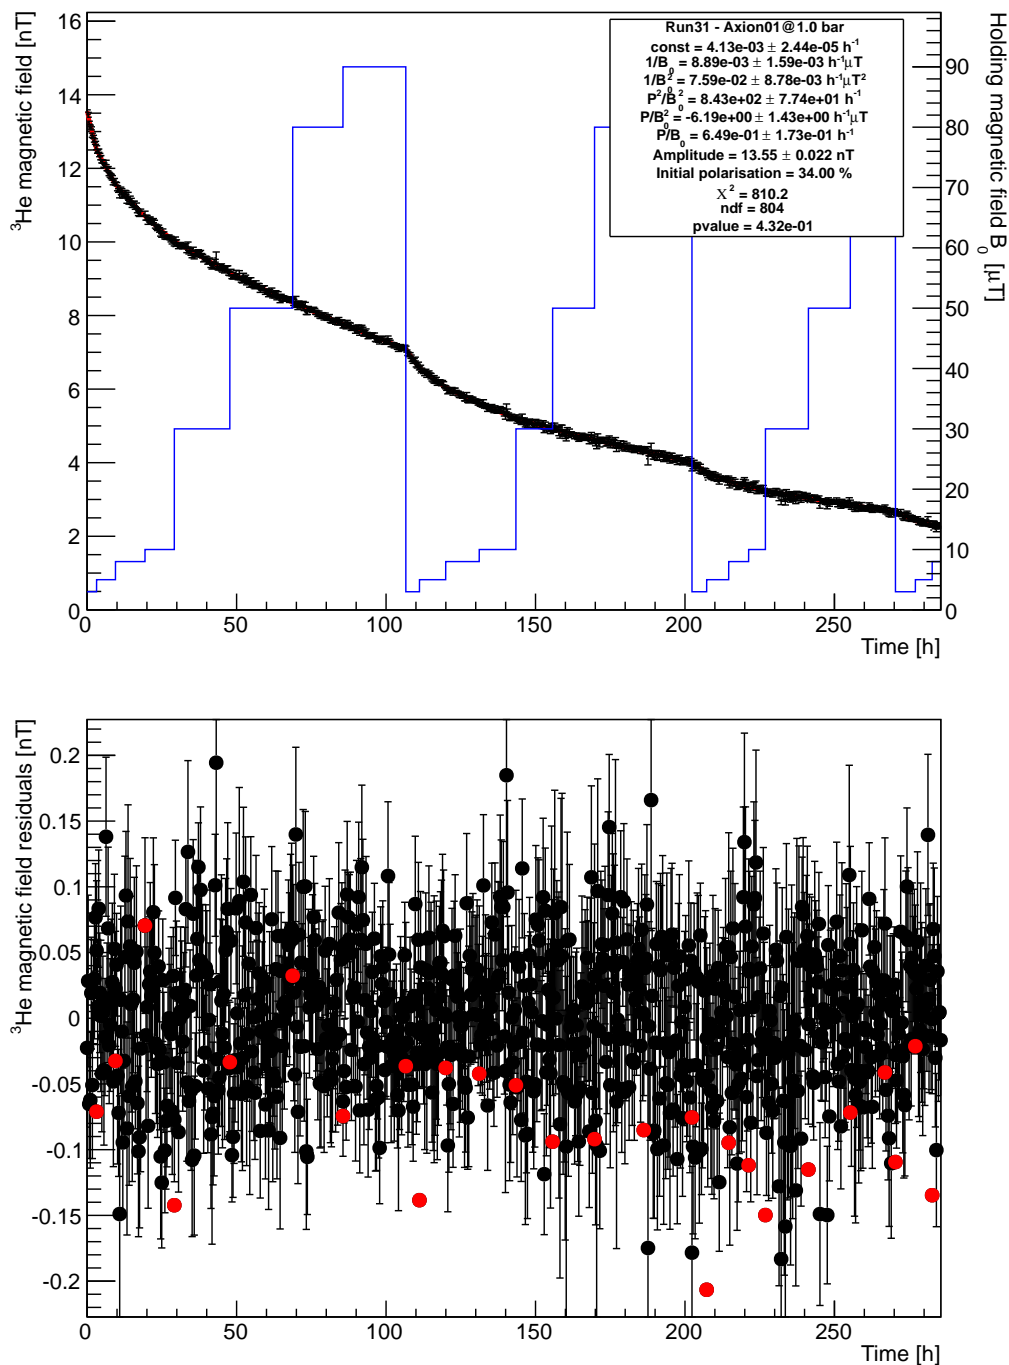 ³He magnetic field [nT]
16
14
12
10
8
6
4
2
0
Run31 - Axion01@1.0 bar
const = 4.13e-03 ± 2.44e-05 h⁻¹
1/B₀ = 8.89e-03 ± 1.59e-03 h⁻¹μT
1/B₀² = 7.59e-02 ± 8.78e-03 h⁻¹μT²
P²/B₀² = 8.43e+02 ± 7.74e+01 h⁻¹
P/B₀² = -6.19e+00 ± 1.43e+00 h⁻¹μT
P/B₀ = 6.49e-01 ± 1.73e-01 h⁻¹
Amplitude = 13.55 ± 0.022 nT
Initial polarisation = 34.00 %
Χ² = 810.2
ndf = 804
pvalue = 4.32e-01
Holding magnetic field B₀ [μT]
90
80
70
60
50
40
30
20
10
0
0 50 100 150 200 250
Time [h]
³He magnetic field residuals [nT]
0.2
0.15
0.1
0.05
0
-0.05
-0.1
-0.15
-0.2
0 50 100 150 200 250
Time [h]